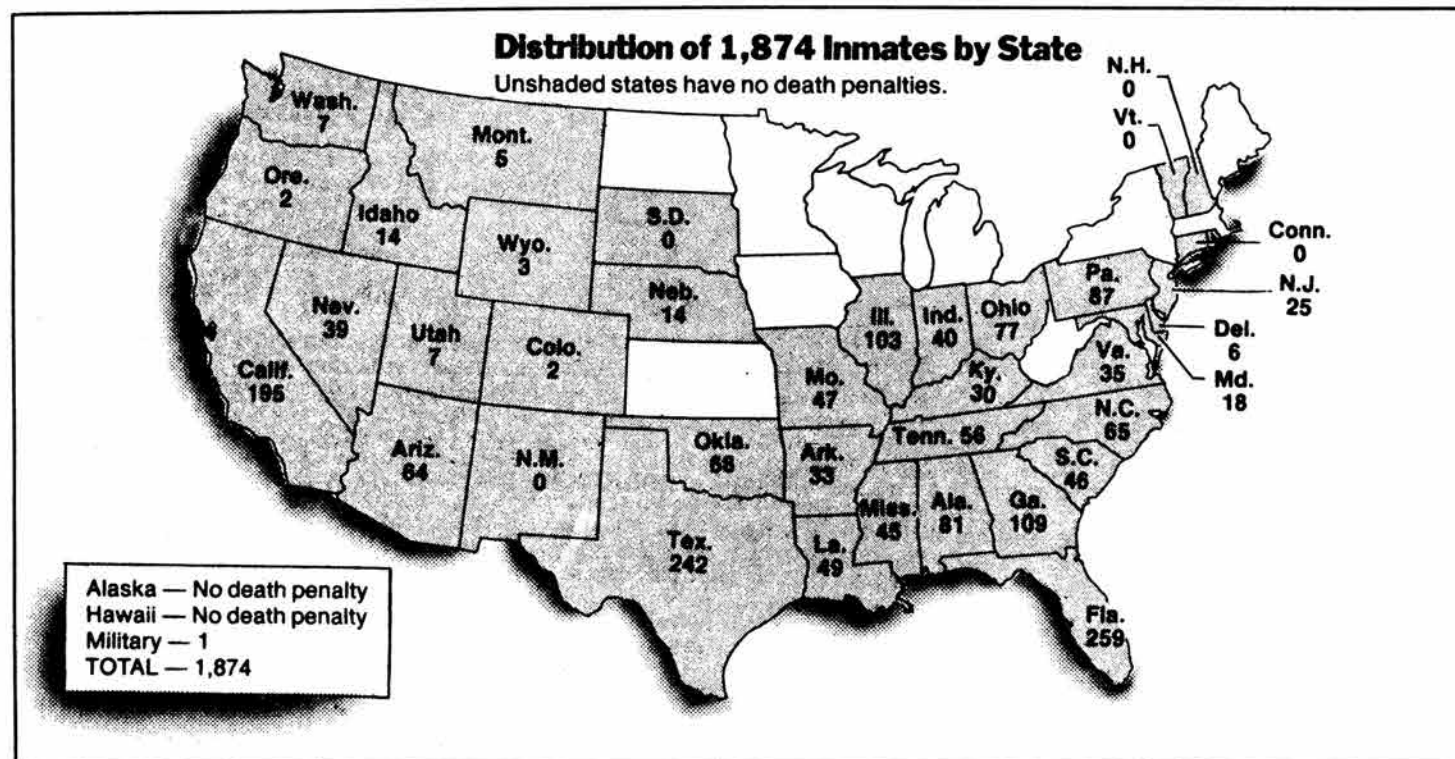 Distribution of 1,874 Inmates by State
Unshaded states have no death penalties.
N.H.
0
Vt.
0
Wash.
7
Mont.
5
Ore.
2
Idaho
14
Wyo.
3
S.D.
0
Conn.
0
Neb.
14
Nev.
39
Utah
7
Colo.
2
Calif.
195
Ill.
103
Ind.
40
Ohio
77
Pa.
87
N.J.
25
Del.
6
Md.
18
Va.
35
Ky.
30
Mo.
47
N.C.
65
Tenn. 56
S.C.
46
Ariz.
64
N.M.
0
Okla.
68
Ark.
33
Miss.
45
Ala.
81
Ga.
109
Tex.
242
La.
49
Fla.
259
Alaska — No death penalty
Hawaii — No death penalty
Military — 1
TOTAL — 1,874